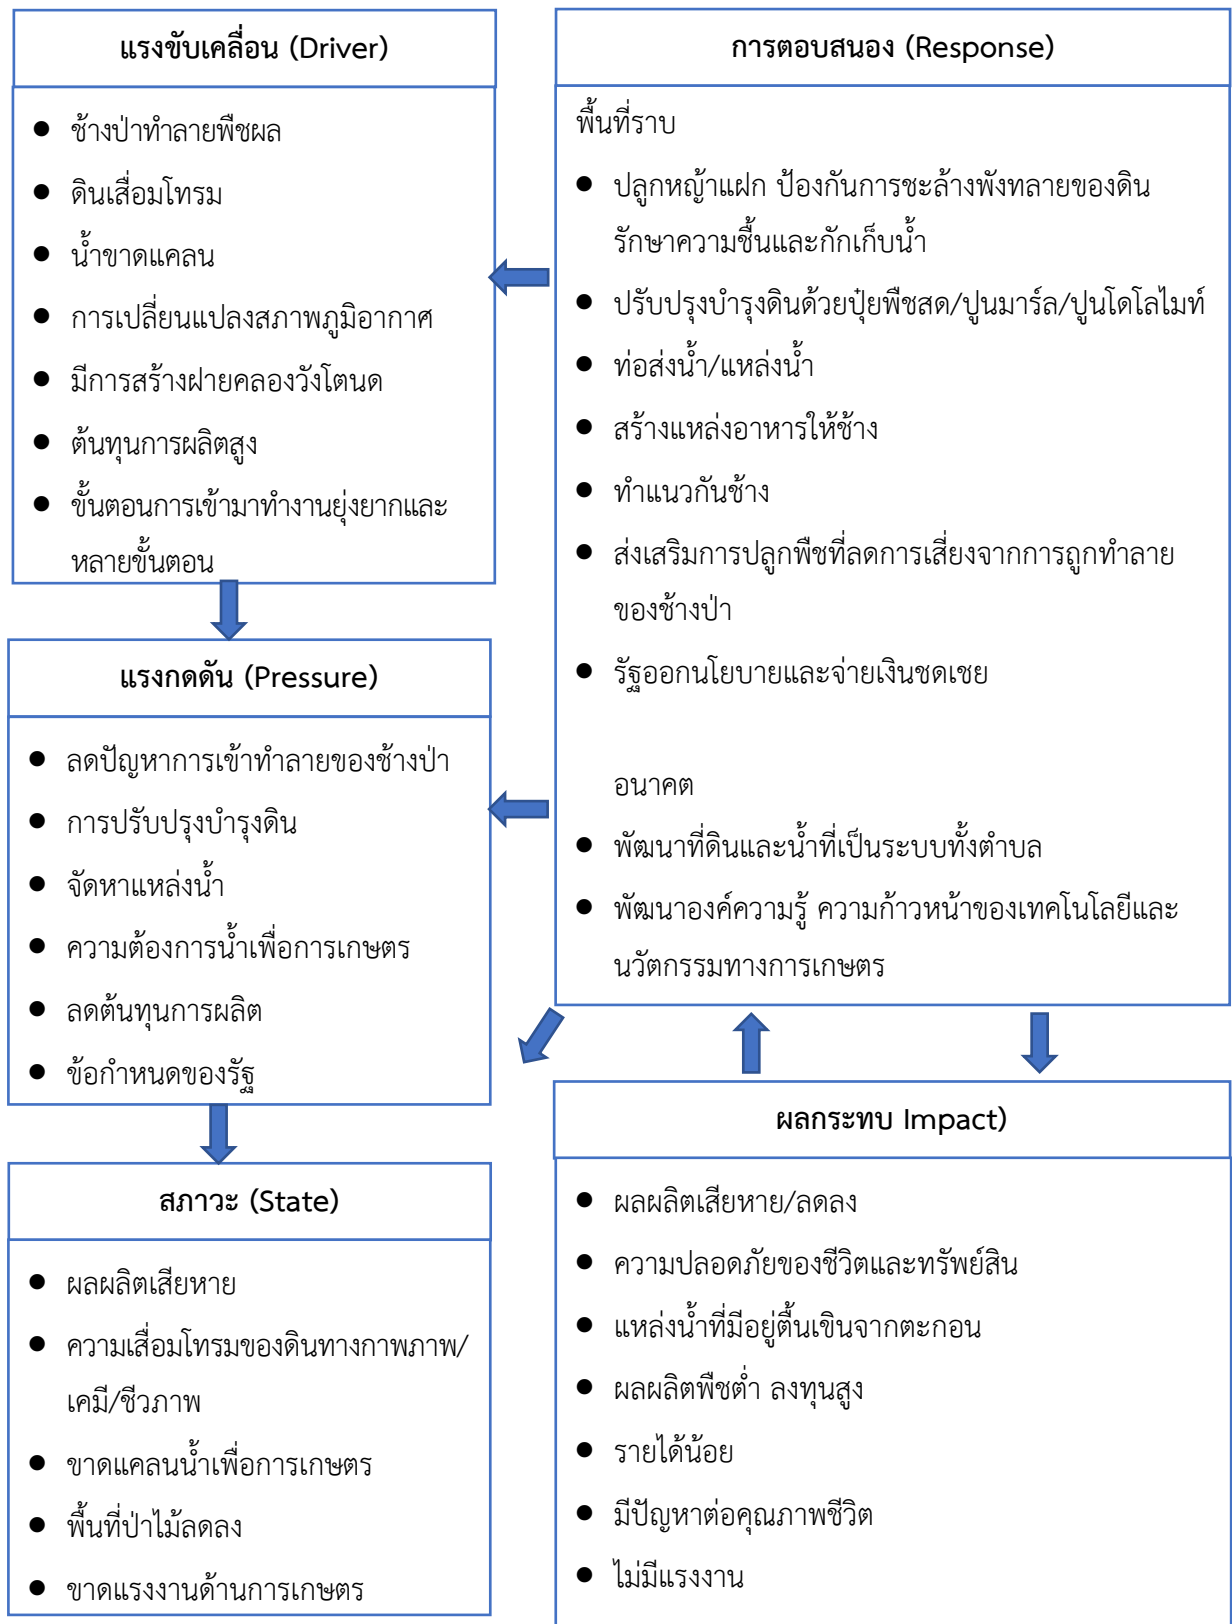 แรงขับเคลื่อน (Driver)
● ช้างป่าทำลายพืชผล
● ดินเสื่อมโทรม
● น้ำขาดแคลน
● การเปลี่ยนแปลงสภาพภูมิอากาศ
● มีการสร้างฝายคลองวังโตนด
● ต้นทุนการผลิตสูง
● ขั้นตอนการเข้ามาทำงานยุ่งยากและ
หลายขั้นตอน
แรงกดดัน (Pressure)
● ลดปัญหาการเข้าทำลายของช้างป่า
● การปรับปรุงบำรุงดิน
● จัดหาแหล่งน้ำ
● ความต้องการน้ำเพื่อการเกษตร
● ลดต้นทุนการผลิต
● ข้อกำหนดของรัฐ
สภาวะ (State)
● ผลผลิตเสียหาย
● ความเสื่อมโทรมของดินทางกาพภาพ/
เคมี/ชีวภาพ
● ขาดแคลนน้ำเพื่อการเกษตร
● พื้นที่ป่าไม้ลดลง
● ขาดแรงงานด้านการเกษตร
การตอบสนอง (Response)
พื้นที่ราบ
● ปลูกหญ้าแฝก ป้องกันการชะล้างพังทลายของดิน
รักษาความชื้นและกักเก็บน้ำ
● ปรับปรุงบำรุงดินด้วยปุ๋ยพืชสด/ปูนมาร์ล/ปูนโดโลไมท์
● ท่อส่งน้ำ/แหล่งน้ำ
● สร้างแหล่งอาหารให้ช้าง
● ทำแนวกันช้าง
● ส่งเสริมการปลูกพืชที่ลดการเสี่ยงจากการถูกทำลาย
ของช้างป่า
● รัฐออกนโยบายและจ่ายเงินชดเชย
อนาคต
● พัฒนาที่ดินและน้ำที่เป็นระบบทั้งตำบล
● พัฒนาองค์ความรู้ ความก้าวหน้าของเทคโนโลยีและ
นวัตกรรมทางการเกษตร
ผลกระทบ Impact)
● ผลผลิตเสียหาย/ลดลง
● ความปลอดภัยของชีวิตและทรัพย์สิน
● แหล่งน้ำที่มีอยู่ตื้นเขินจากตะกอน
● ผลผลิตพืชต่ำ ลงทุนสูง
● รายได้น้อย
● มีปัญหาต่อคุณภาพชีวิต
● ไม่มีแรงงาน